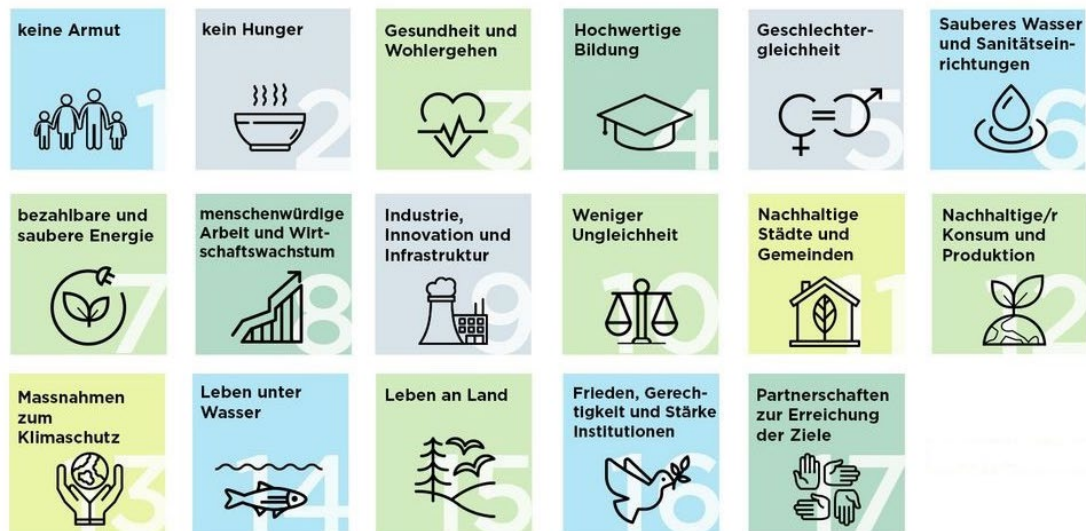 keine Armut
1
kein Hunger
2
Gesundheit und
Wohlergehen
3
Hochwertige
Bildung
4
Geschlechter-
gleichheit
5
Sauberes Wasser
und Sanitätsein-
richtungen
6
bezahlbare und
saubere Energie
7
menschenwürdige
Arbeit und Wirt-
schaftswachstum
8
Industrie,
Innovation und
Infrastruktur
9
Weniger
Ungleichheit
10
Nachhaltige
Städte und
Gemeinden
11
Nachhaltige/r
Konsum und
Produktion
12
Massnahmen
zum
Klimaschutz
13
Leben unter
Wasser
14
Leben an Land
15
Frieden, Gerech-
tigkeit und Stärke
Institutionen
16
Partnerschaften
zur Erreichung
der Ziele
17